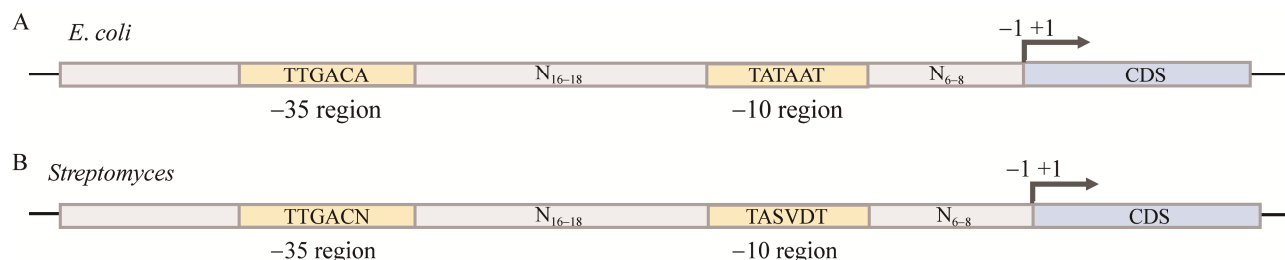 A
E. coli
−1 +1
TTGACA N16–18 TATAAT N6–8 CDS
−35 region −10 region
B
Streptomyces
−1 +1
TTGACN N16–18 TASVDT N6–8 CDS
−35 region −10 region